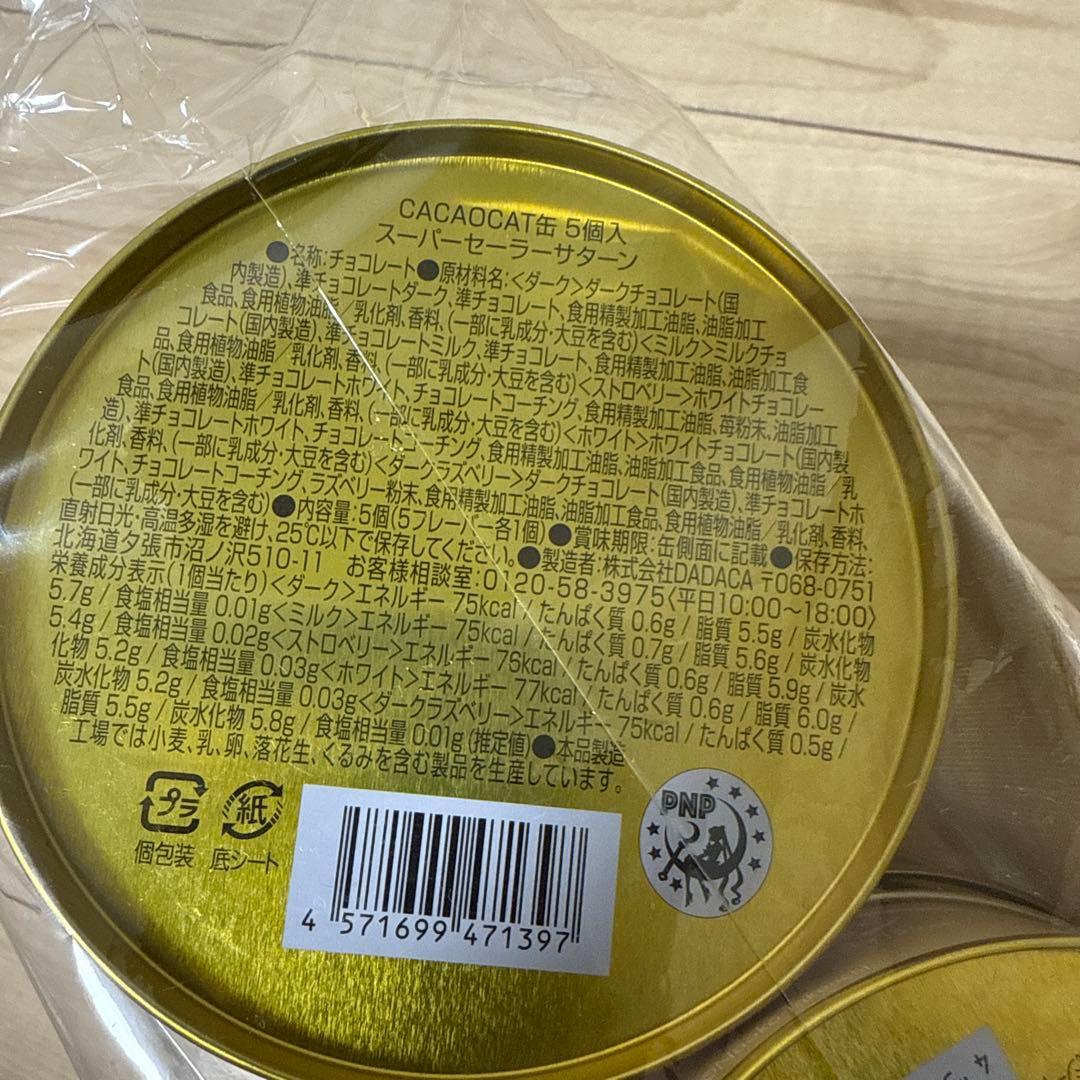 CACAOCAT缶 5個入
スーパーセーラーサターン
●名称:チョコレート●原材料名:<ダーク>ダークチョコレート(国
内製造)、準チョコレートダーク、準チョコレート、食用精製加工油脂、油脂加工
食品、食用植物油脂/乳化剤、香料、(一部に乳成分・大豆を含む)<ミルク>ミルクチョ
コレート(国内製造)、準チョコレートミルク、準チョコレート、食用精製加工油脂、油脂加工食
品、食用植物油脂/乳化剤、香料、(一部に乳成分・大豆を含む)<ストロベリー>ホワイトチョコレー
ト(国内製造)、準チョコレートホワイト、チョコレートコーチング、食用精製加工油脂、苺粉末、油脂加工
食品、食用植物油脂/乳化剤、香料、(一部に乳成分・大豆を含む)<ホワイト>ホワイトチョコレート(国内製
造)、準チョコレートホワイト、チョコレートコーチング、食用精製加工油脂、油脂加工食品、食用植物油脂/乳
化剤、香料、(一部に乳成分・大豆を含む)<ダークラズベリー>ダークチョコレート(国内製造)、準チョコレートホ
ワイト、チョコレートコーチング、ラズベリー粉末、食用精製加工油脂、油脂加工食品、食用植物油脂/乳化剤、香料、
(一部に乳成分・大豆を含む)●内容量:5個(5フレーバー各1個)●賞味期限:缶側面に記載●保存方法:
直射日光・高温多湿を避け、25℃以下で保存してください。●製造者:株式会社DADACA 〒068-0751
北海道夕張市沼ノ沢510-11 お客様相談室:0120-58-3975<平日10:00~18:00>
栄養成分表示(1個当たり)<ダーク>エネルギー 75kcal / たんぱく質 0.6g / 脂質 5.5g / 炭水化物
5.7g / 食塩相当量 0.01g<ミルク>エネルギー 75kcal / たんぱく質 0.7g / 脂質 5.6g / 炭水化物
5.4g / 食塩相当量 0.02g<ストロベリー>エネルギー 76kcal / たんぱく質 0.6g / 脂質 5.9g / 炭水
化物 5.2g / 食塩相当量 0.03g<ホワイト>エネルギー 77kcal / たんぱく質 0.6g / 脂質 6.0g /
炭水化物 5.2g / 食塩相当量 0.03g<ダークラズベリー>エネルギー 75kcal / たんぱく質 0.5g /
脂質 5.5g / 炭水化物 5.8g / 食塩相当量 0.01g (推定値)●本品製造
工場では小麦、乳、卵、落花生、くるみを含む製品を生産しています。
プラ 紙
個包装 底シート
PNP
4 571699 471397